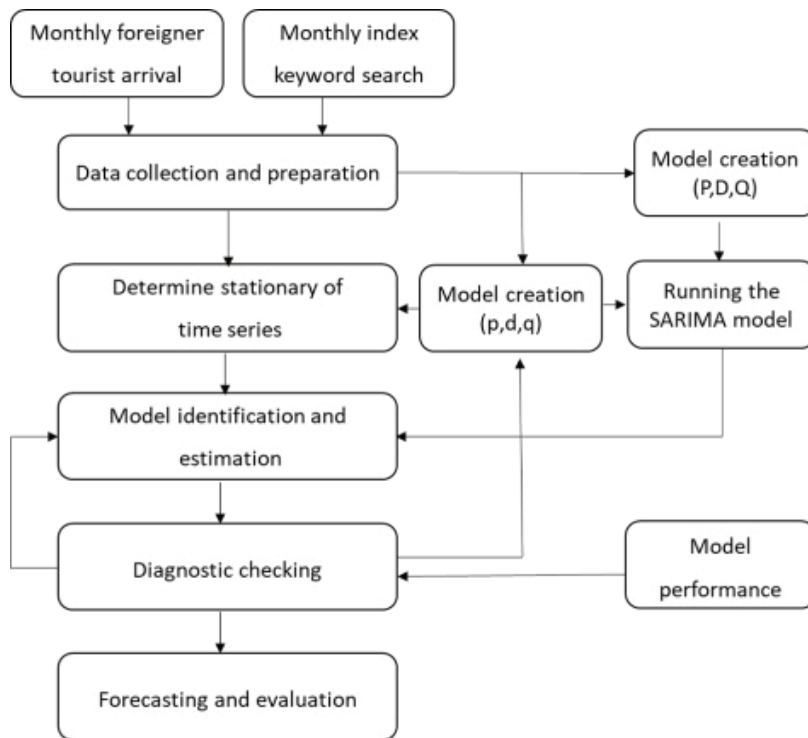 Monthly foreigner
tourist arrival
Monthly index
keyword search
Data collection and preparation
Model creation
(P,D,Q)
Determine stationary of
time series
Model creation
(p,d,q)
Running the
SARIMA model
Model identification and
estimation
Diagnostic checking
Model
performance
Forecasting and evaluation